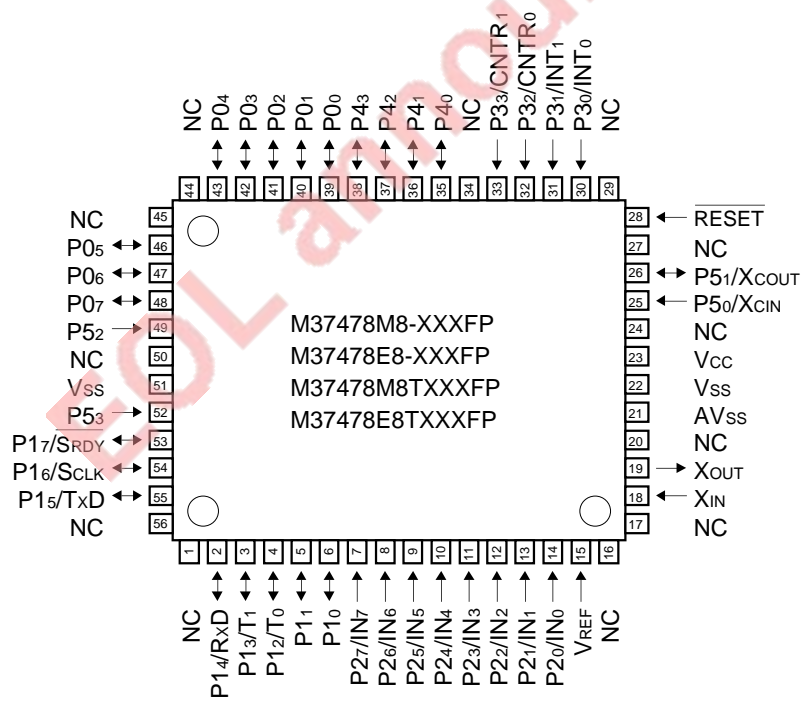 EOL announ
NC
P04
P03
P02
P01
P00
P43
P42
P41
P40
NC
P33/CNTR1
P32/CNTR0
P31/INT1
P30/INT0
NC
44
43
42
41
40
39
38
37
36
35
34
33
32
31
30
29
NC 45
P05 46
P06 47
P07 48
P52 49
NC 50
VSS 51
P53 52
P17/SRDY 53
P16/SCLK 54
P15/TXD 55
NC 56
M37478M8-XXXFP
M37478E8-XXXFP
M37478M8TXXXFP
M37478E8TXXXFP
28 RESET
27 NC
26 P51/XCOUT
25 P50/XCIN
24 NC
23 VCC
22 VSS
21 AVSS
20 NC
19 XOUT
18 XIN
17 NC
1
2
3
4
5
6
7
8
9
10
11
12
13
14
15
16
NC
P14/RXD
P13/T1
P12/T0
P11
P10
P27/IN7
P26/IN6
P25/IN5
P24/IN4
P23/IN3
P22/IN2
P21/IN1
P20/IN0
VREF
NC